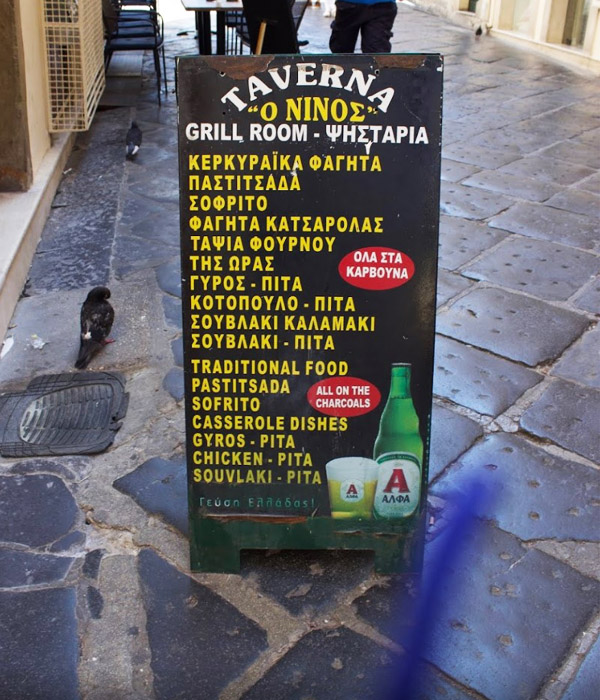 TAVERNA
"Ο ΝΙΝΟΣ"
GRILL ROOM - ΨΗΣΤΑΡΙΑ
ΚΕΡΚΥΡΑΪΚΑ ΦΑΓΗΤΑ
ΠΑΣΤΙΤΣΑΔΑ
ΣΟΦΡΙΤΟ
ΦΑΓΗΤΑ ΚΑΤΣΑΡΟΛΑΣ
ΤΑΨΙΑ ΦΟΥΡΝΟΥ
ΤΗΣ ΩΡΑΣ
ΓΥΡΟΣ - ΠΙΤΑ
ΚΟΤΟΠΟΥΛΟ - ΠΙΤΑ
ΣΟΥΒΛΑΚΙ ΚΑΛΑΜΑΚΙ
ΣΟΥΒΛΑΚΙ - ΠΙΤΑ
ΟΛΑ ΣΤΑ
ΚΑΡΒΟΥΝΑ
TRADITIONAL FOOD
PASTITSADA
SOFRITO
CASSEROLE DISHES
GYROS - PITA
CHICKEN - PITA
SOUVLAKI - PITA
ALL ON THE
CHARCOALS
Α
ΑΛΦΑ
Α
ΑΛΦΑ
Γεύση Ελλάδας!